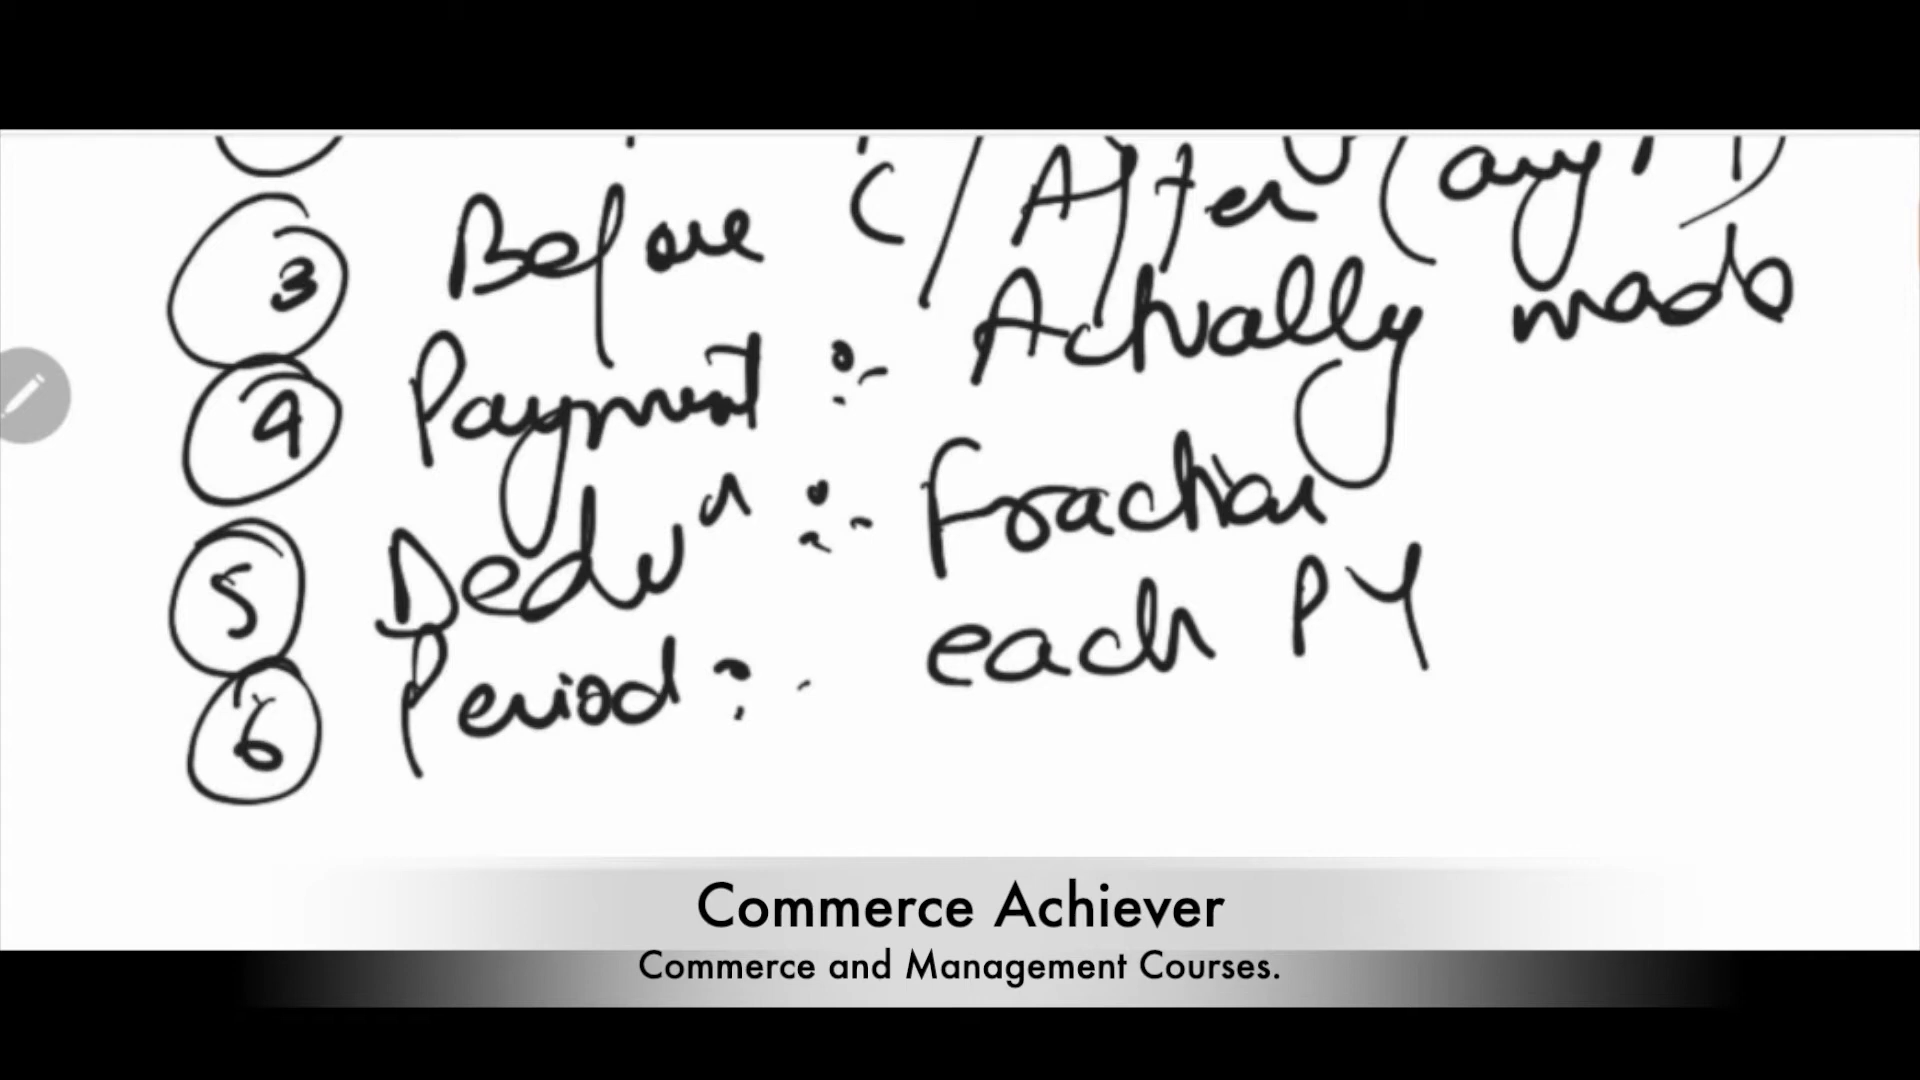 3 Before C / After (any
4 Payment :- Actually made
5 Dedu^n :- fraction
6 Period :- each PY
Commerce Achiever
Commerce and Management Courses.